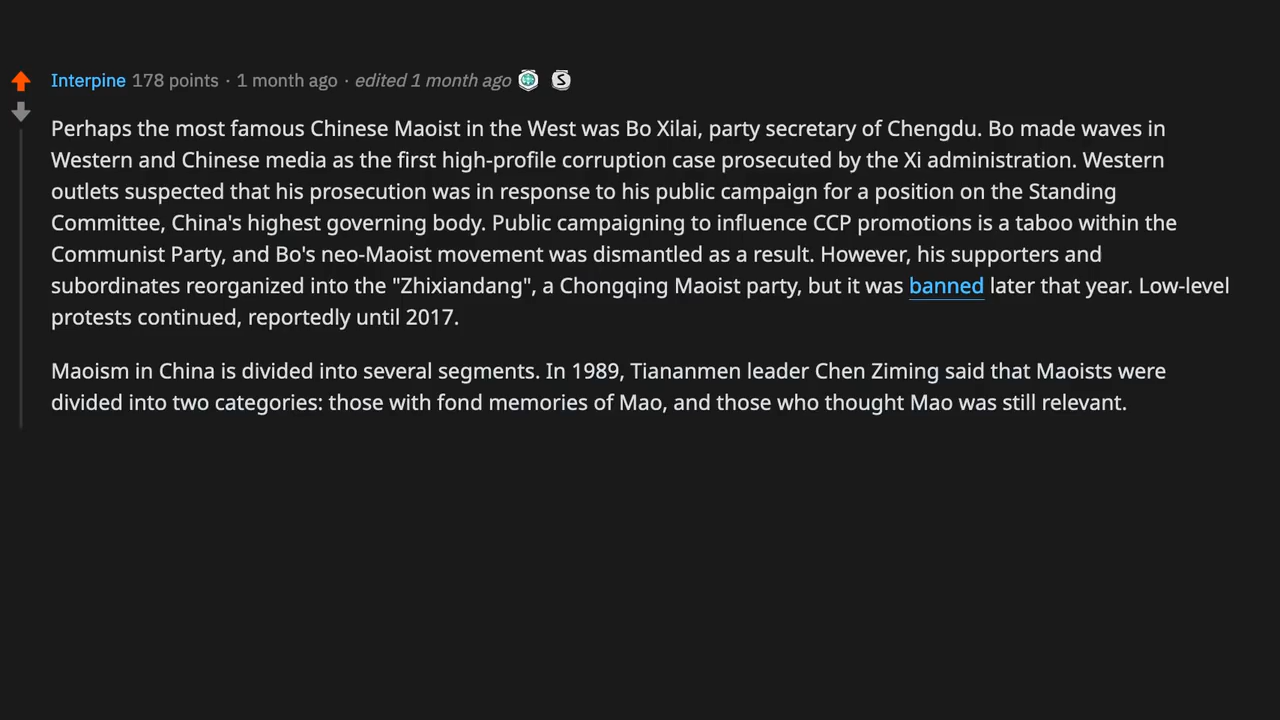 Interpine 178 points · 1 month ago · edited 1 month ago
Perhaps the most famous Chinese Maoist in the West was Bo Xilai, party secretary of Chengdu. Bo made waves in
Western and Chinese media as the first high-profile corruption case prosecuted by the Xi administration. Western
outlets suspected that his prosecution was in response to his public campaign for a position on the Standing
Committee, China's highest governing body. Public campaigning to influence CCP promotions is a taboo within the
Communist Party, and Bo's neo-Maoist movement was dismantled as a result. However, his supporters and
subordinates reorganized into the "Zhixiandang", a Chongqing Maoist party, but it was banned later that year. Low-level
protests continued, reportedly until 2017.
Maoism in China is divided into several segments. In 1989, Tiananmen leader Chen Ziming said that Maoists were
divided into two categories: those with fond memories of Mao, and those who thought Mao was still relevant.